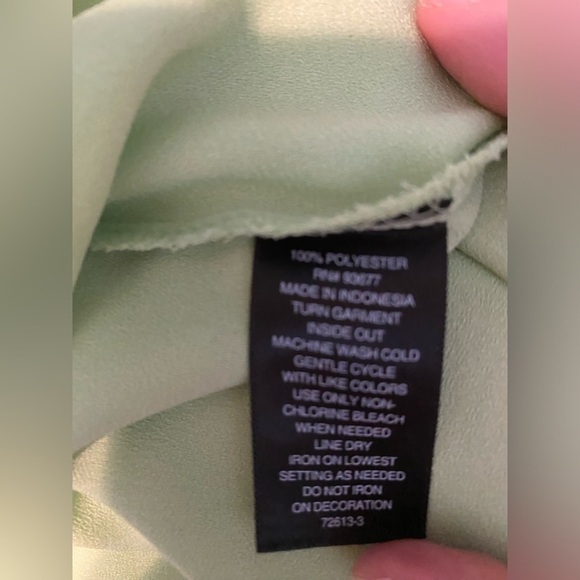 100% POLYESTER
RN# 93677
MADE IN INDONESIA
TURN GARMENT
INSIDE OUT
MACHINE WASH COLD
GENTLE CYCLE
WITH LIKE COLORS
USE ONLY NON-
CHLORINE BLEACH
WHEN NEEDED
LINE DRY
IRON ON LOWEST
SETTING AS NEEDED
DO NOT IRON
ON DECORATION
72613-3